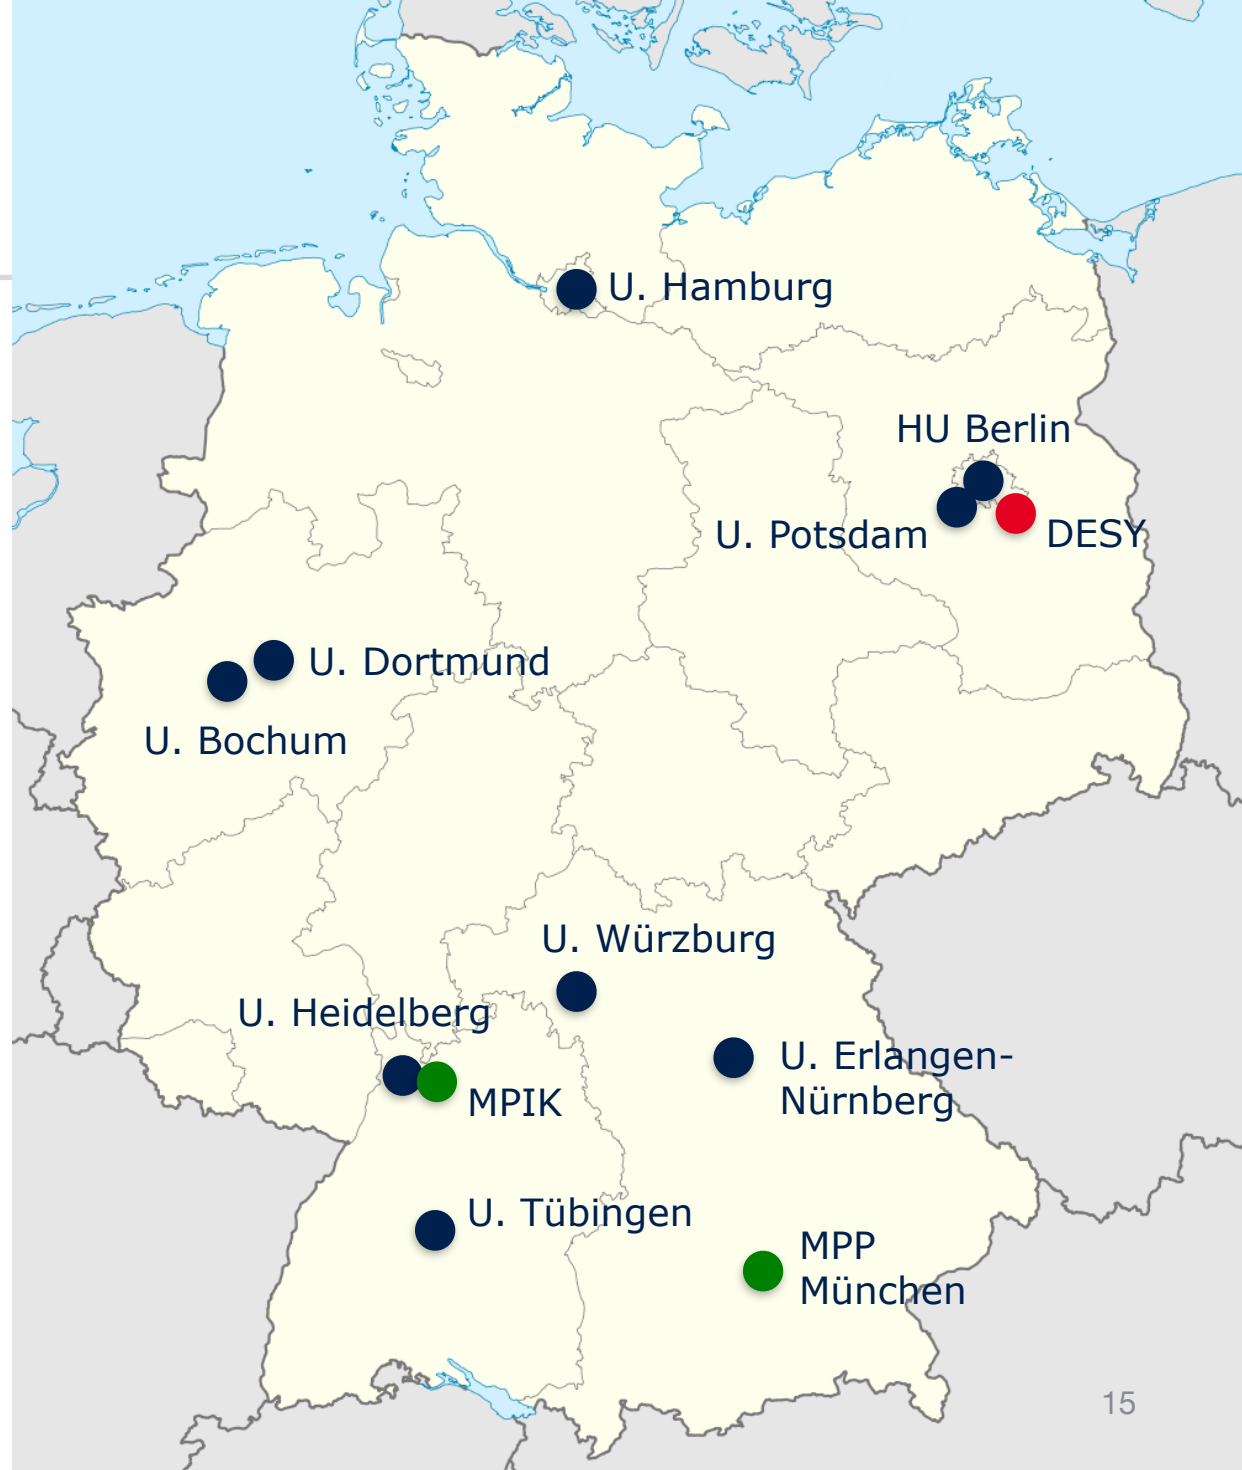 U. Hamburg
HU Berlin
U. Potsdam
DESY
U. Dortmund
U. Bochum
U. Würzburg
U. Heidelberg
U. Erlangen-
Nürnberg
MPIK
U. Tübingen
MPP
München
15